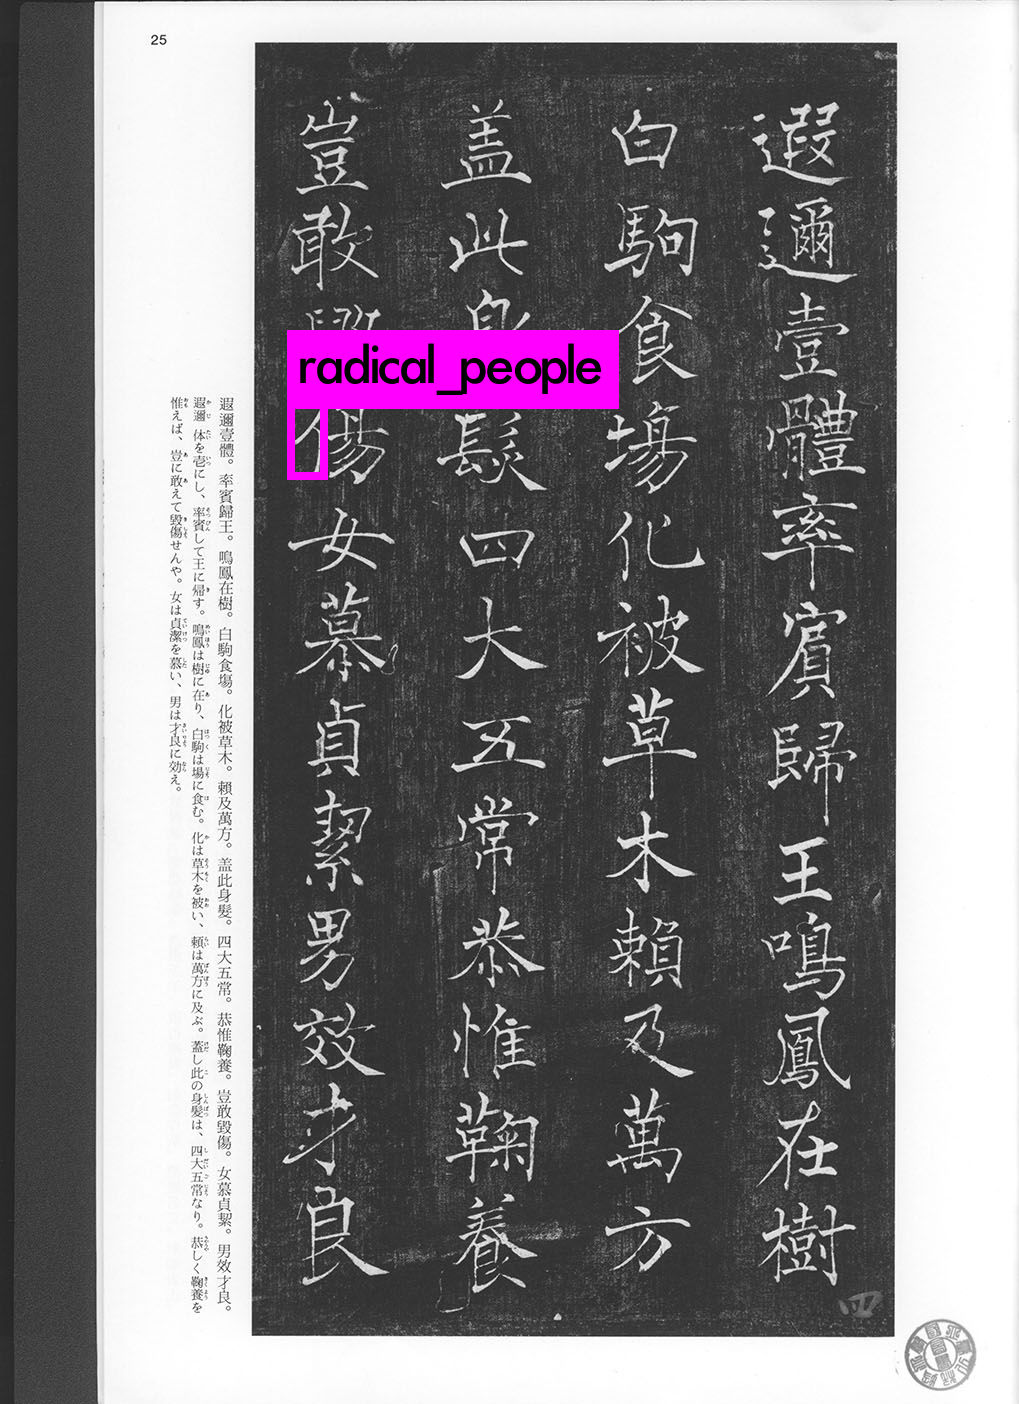 25
遐邇壹體率賓歸王鳴鳳在樹
白駒食場化被草木賴及萬方
盖此身髮四大五常恭惟鞠養
豈敢毀傷女慕貞絜男效才良
radical_people
遐邇壹體。率賓歸王。鳴鳳在樹。白駒食場。化被草木。賴及萬方。盖此身髮。四大五常。恭惟鞠養。豈敢毀傷。女慕貞絜。男效才良。
遐邇 体を壱にし、率賓して王に帰す。鳴鳳は樹に在り、白駒は場に食む。化は草木を被い、頼は萬方に及ぶ。蓋し此の身髮は、四大五常なり。恭しく鞠養を
惟えば、豈に敢えて毀傷せんや。女は貞潔を慕い、男は才良に効え。
四